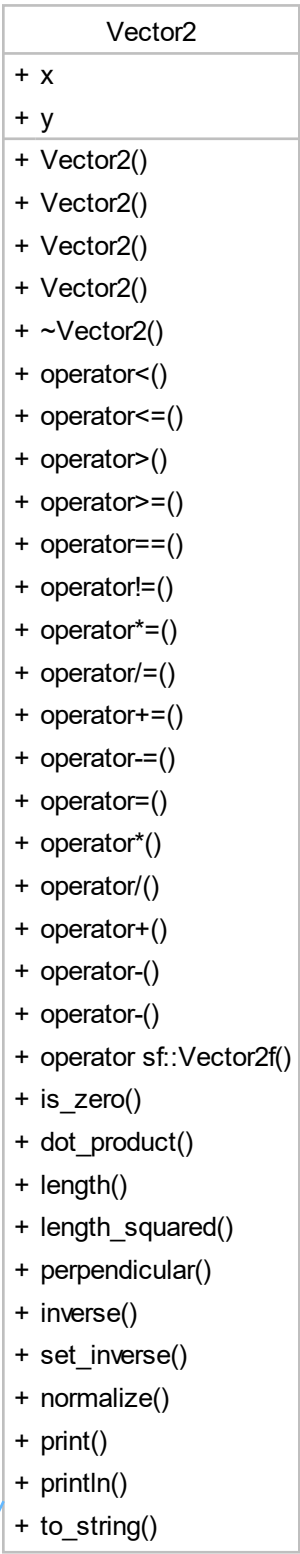 Vector2
+ x
+ y
+ Vector2()
+ Vector2()
+ Vector2()
+ Vector2()
+ ~Vector2()
+ operator<()
+ operator<=()
+ operator>()
+ operator>=()
+ operator==()
+ operator!=()
+ operator*=()
+ operator/=()
+ operator+=()
+ operator-=()
+ operator=()
+ operator*()
+ operator/()
+ operator+()
+ operator-()
+ operator-()
+ operator sf::Vector2f()
+ is_zero()
+ dot_product()
+ length()
+ length_squared()
+ perpendicular()
+ inverse()
+ set_inverse()
+ normalize()
+ print()
+ println()
+ to_string()